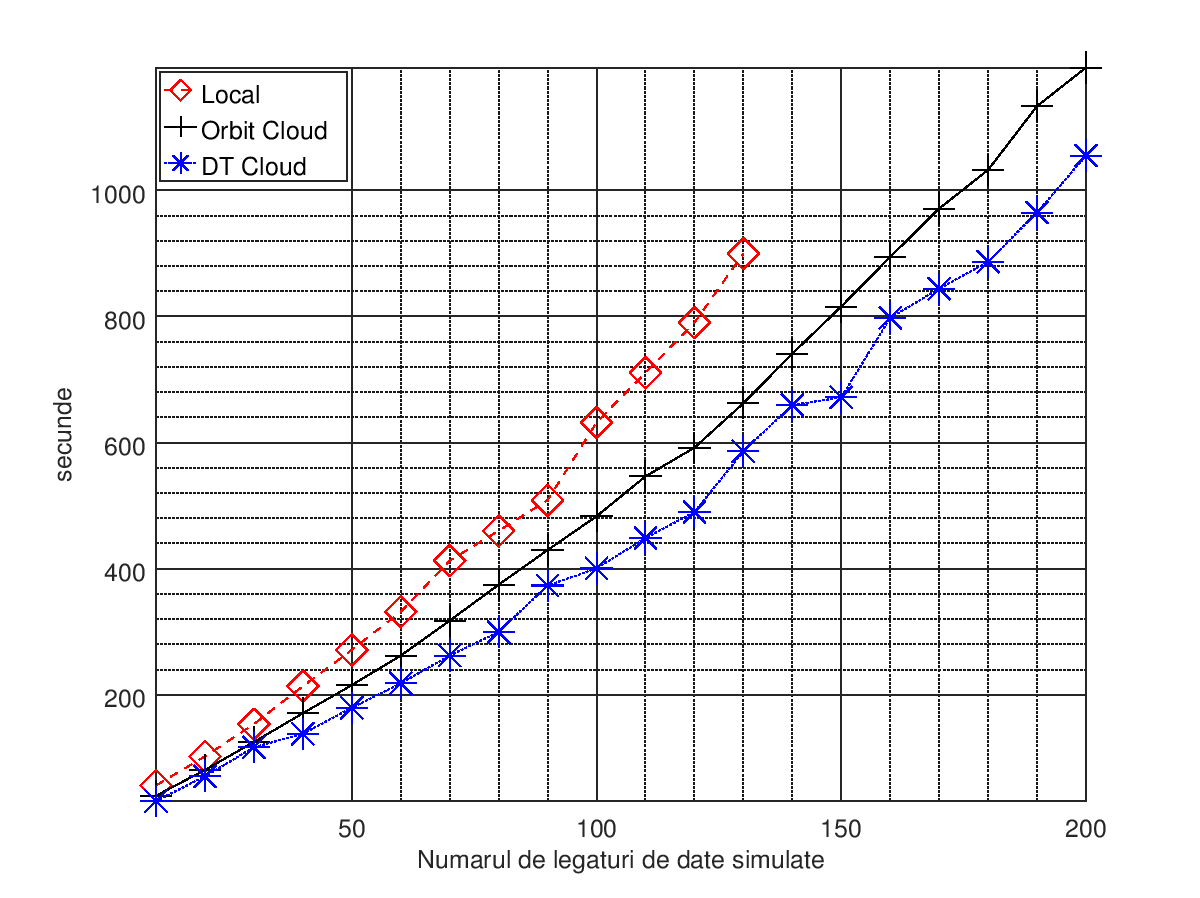 Local
Orbit Cloud
DT Cloud
1000
800
600
400
200
secunde
50 100 150 200
Numarul de legaturi de date simulate